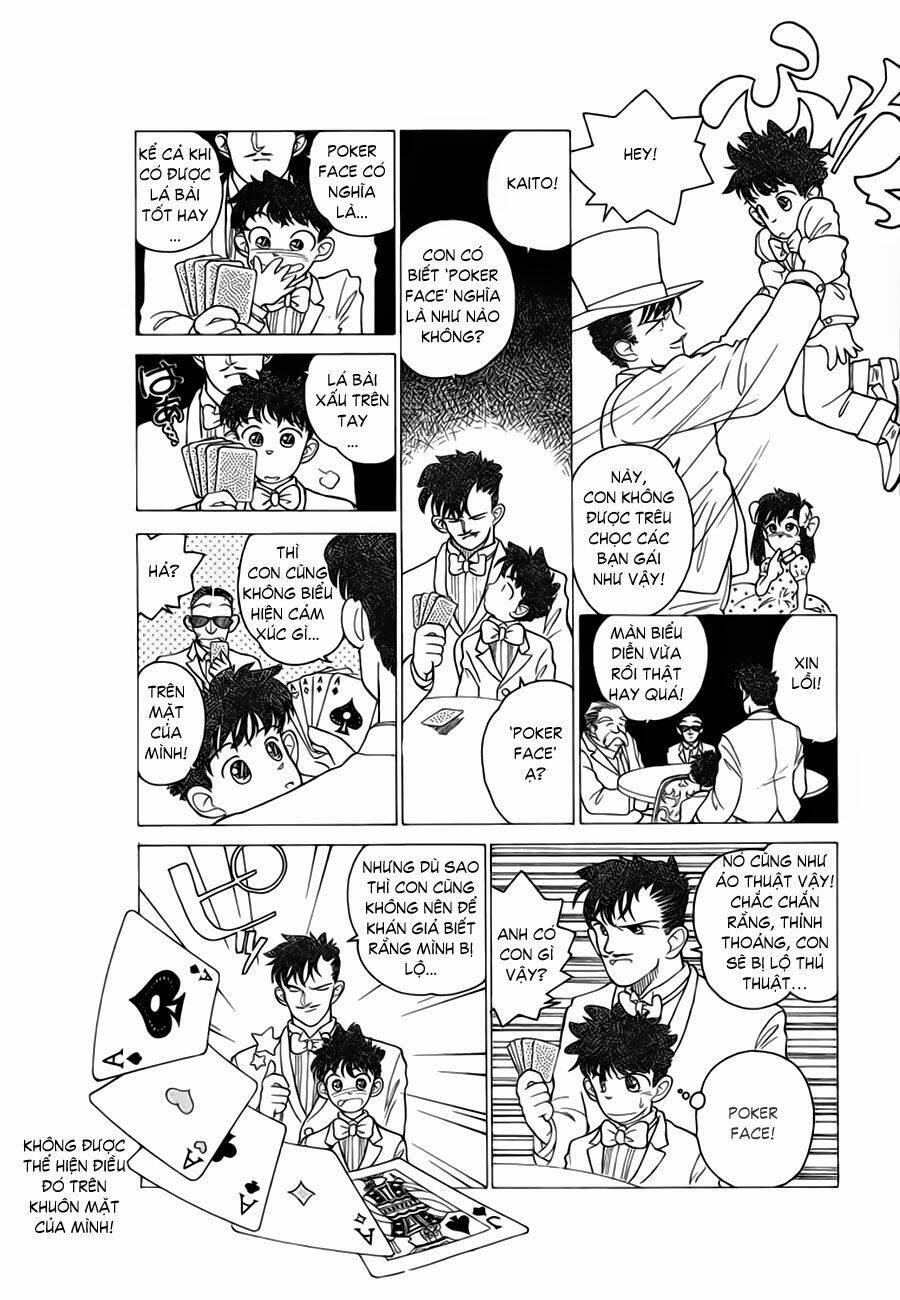 HEY!
NÀY,
CON KHÔNG
ĐƯỢC TRÊU
CHỌC CÁC
BẠN GÁI
NHƯ VẬY!
XIN
LỖI!
MÀN BIỂU
DIỄN VỪA
RỒI THẬT
HAY QUÁ!
KAITO!
CON CÓ
BIẾT 'POKER
FACE' NGHĨA
LÀ NHƯ NÀO
KHÔNG?
'POKER
FACE'
Ạ?
POKER
FACE CÓ
NGHĨA
LÀ...
KỂ CẢ KHI
CÓ ĐƯỢC
LÁ BÀI
TỐT HAY
...
LÁ BÀI
XẤU TRÊN
TAY
...
はぁ…
THÌ
CON CŨNG
KHÔNG BIỂU
HIỆN CẢM
XÚC GÌ...
HẢ?
TRÊN
MẶT
CỦA
MÌNH!
A
A
A
A
NÓ CŨNG NHƯ
ẢO THUẬT VẬY!
CHẮC CHẮN
RẰNG, THỈNH
THOẢNG, CON
SẼ BỊ LỘ THỦ
THUẬT...
ANH CÓ
CON GÌ
VẬY?
POKER
FACE!
NHƯNG DÙ SAO
THÌ CON CŨNG
KHÔNG NÊN ĐỂ
KHÁN GIẢ BIẾT
RẰNG MÌNH BỊ
LỘ...
A
A
A
A
A
J
KHÔNG ĐƯỢC
THỂ HIỆN ĐIỀU
ĐÓ TRÊN
KHUÔN MẶT
CỦA MÌNH!